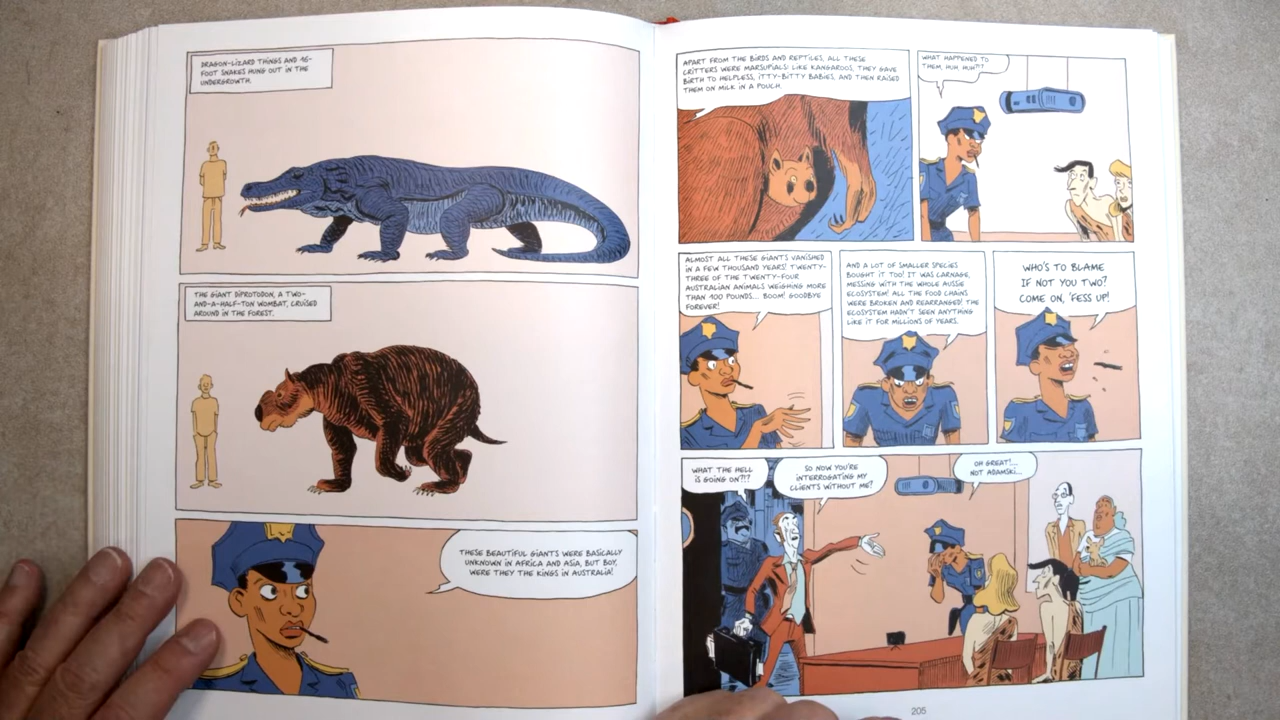 DRAGON-LIZARD THINGS AND 16-
FOOT SNAKES HUNG OUT IN THE
UNDERGROWTH.
THE GIANT DIPROTODON, A TWO-
AND-A-HALF-TON WOMBAT, CRUISED
AROUND IN THE FOREST.
THESE BEAUTIFUL GIANTS WERE BASICALLY
UNKNOWN IN AFRICA AND ASIA, BUT BOY,
WERE THEY THE KINGS IN AUSTRALIA!
APART FROM THE BIRDS AND REPTILES, ALL THESE
CRITTERS WERE MARSUPIALS: LIKE KANGAROOS, THEY GAVE
BIRTH TO HELPLESS, ITTY-BITTY BABIES, AND THEN RAISED
THEM ON MILK IN A POUCH.
WHAT HAPPENED TO
THEM, HUH, HUH?!?
ALMOST ALL THESE GIANTS VANISHED
IN A FEW THOUSAND YEARS! TWENTY-
THREE OF THE TWENTY-FOUR
AUSTRALIAN ANIMALS WEIGHING MORE
THAN 100 POUNDS... BOOM! GOODBYE
FOREVER!
AND A LOT OF SMALLER SPECIES
BOUGHT IT TOO! IT WAS CARNAGE,
MESSING WITH THE WHOLE AUSSIE
ECOSYSTEM! ALL THE FOOD CHAINS
WERE BROKEN AND REARRANGED! THE
ECOSYSTEM HADN'T SEEN ANYTHING
LIKE IT FOR MILLIONS OF YEARS.
WHO'S TO BLAME
IF NOT YOU TWO?
COME ON, 'FESS UP!
WHAT THE HELL
IS GOING ON?!?
SO NOW YOU'RE
INTERROGATING MY
CLIENTS WITHOUT ME?
OH GREAT!...
NOT ADAMSKI...
205